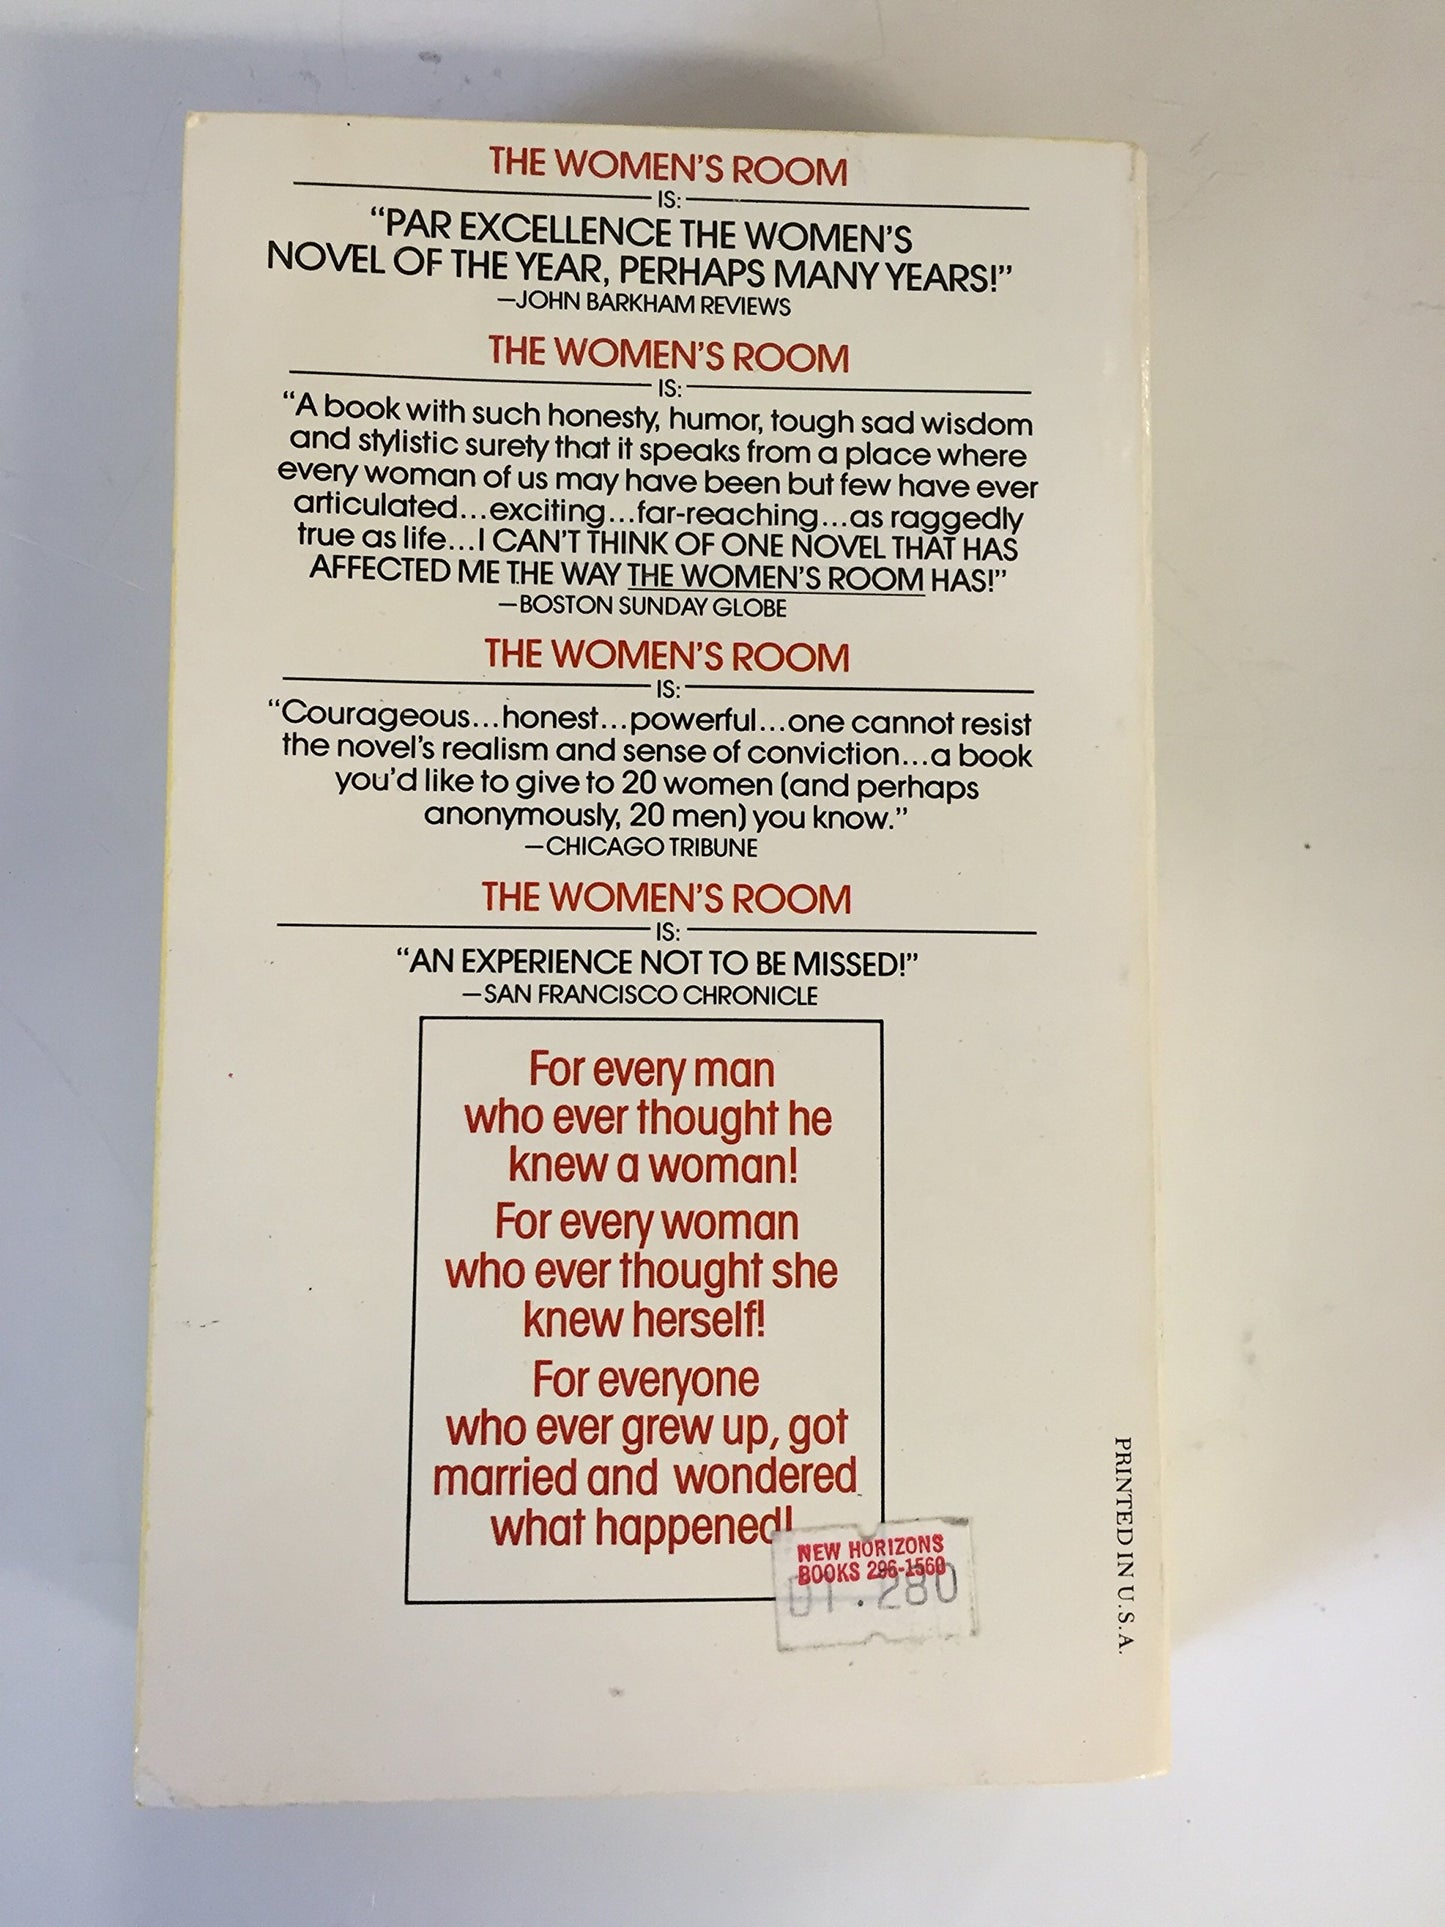 THE WOMEN'S ROOM
IS:
“PAR EXCELLENCE THE WOMEN'S
NOVEL OF THE YEAR, PERHAPS MANY YEARS!”
—JOHN BARKHAM REVIEWS
THE WOMEN'S ROOM
IS:
“A book with such honesty, humor, tough sad wisdom
and stylistic surety that it speaks from a place where
every woman of us may have been but few have ever
articulated...exciting...far-reaching...as raggedly
true as life...I CAN'T THINK OF ONE NOVEL THAT HAS
AFFECTED ME THE WAY THE WOMEN'S ROOM HAS!”
—BOSTON SUNDAY GLOBE
THE WOMEN'S ROOM
IS:
“Courageous...honest...powerful...one cannot resist
the novel's realism and sense of conviction...a book
you'd like to give to 20 women (and perhaps
anonymously, 20 men) you know.”
—CHICAGO TRIBUNE
THE WOMEN'S ROOM
IS:
“AN EXPERIENCE NOT TO BE MISSED!”
—SAN FRANCISCO CHRONICLE
For every man
who ever thought he
knew a woman!
For every woman
who ever thought she
knew herself!
For everyone
who ever grew up, got
married and wondered
what happened!
NEW HORIZONS
BOOKS 296-1560
01.280
PRINTED IN U.S.A.